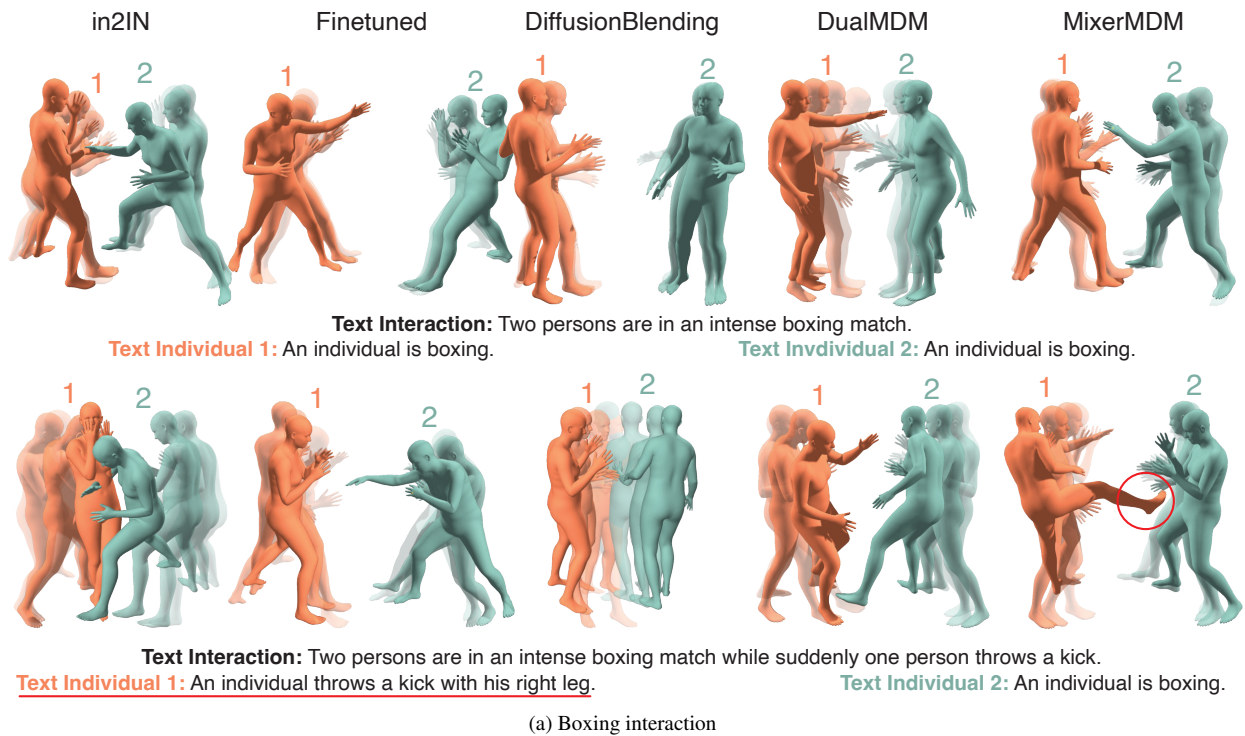 in2IN Finetuned DiffusionBlending DualMDM MixerMDM
1 2 1 2 1 2 1 2 1 2
Text Interaction: Two persons are in an intense boxing match.
Text Individual 1: An individual is boxing. Text Invdividual 2: An individual is boxing.
1 2 1 2 1 2 1 2 1 2
Text Interaction: Two persons are in an intense boxing match while suddenly one person throws a kick.
Text Individual 1: An individual throws a kick with his right leg. Text Individual 2: An individual is boxing.
(a) Boxing interaction